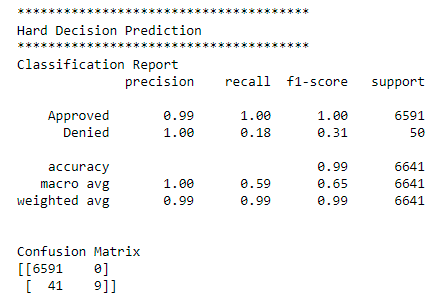 **************************************
Hard Decision Prediction
**************************************
Classification Report
precision recall f1-score support
Approved 0.99 1.00 1.00 6591
Denied 1.00 0.18 0.31 50
accuracy 0.99 6641
macro avg 1.00 0.59 0.65 6641
weighted avg 0.99 0.99 0.99 6641
Confusion Matrix
[[6591 0]
[ 41 9]]